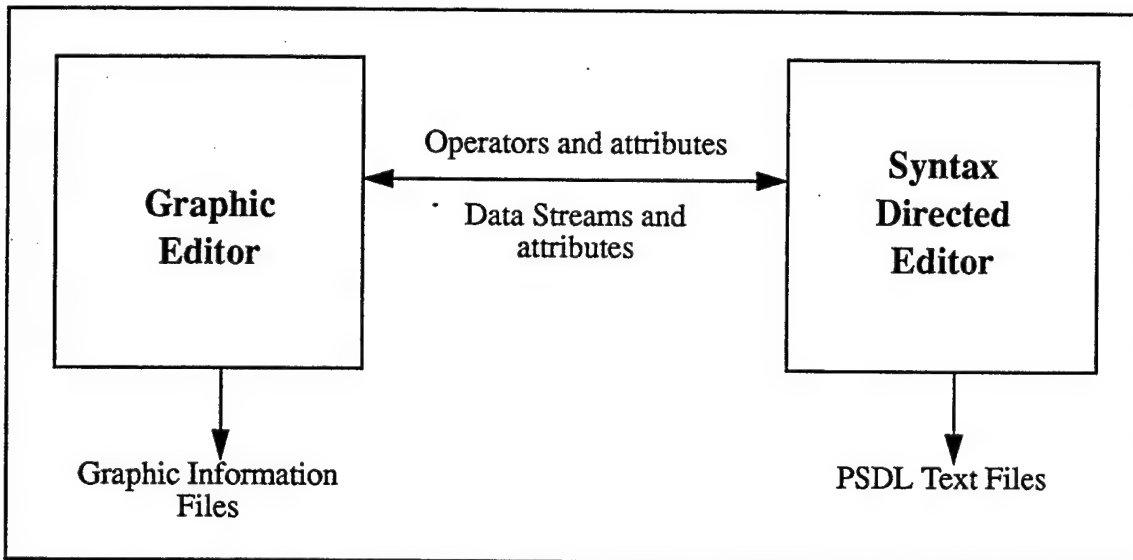 Graphic
Editor
Operators and attributes
Data Streams and
attributes
Syntax
Directed
Editor
Graphic Information
Files
PSDL Text Files